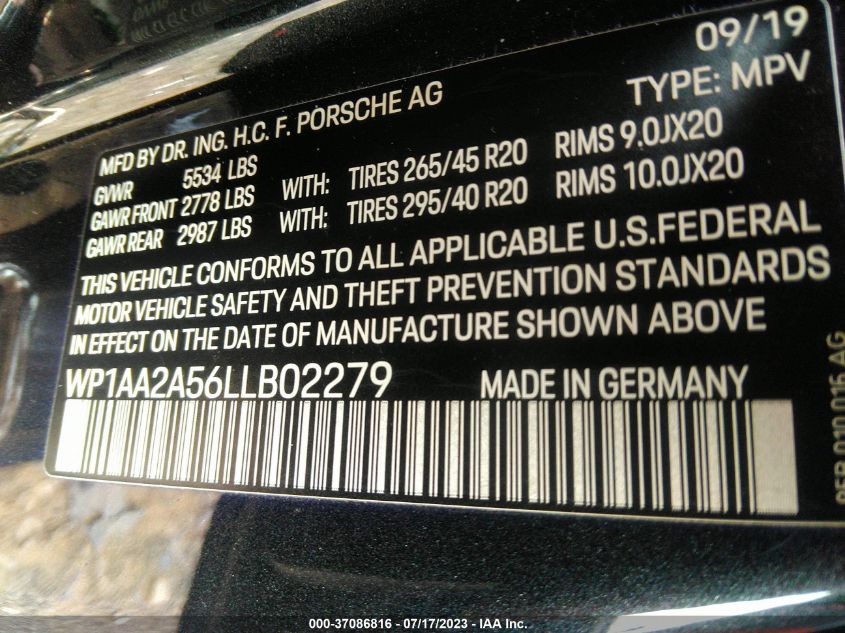 09/19
MFD BY DR. ING. H.C. F. PORSCHE AG TYPE: MPV
GVWR 5534 LBS
GAWR FRONT 2778 LBS WITH: TIRES 265/45 R20 RIMS 9.0JX20
GAWR REAR 2987 LBS WITH: TIRES 295/40 R20 RIMS 10.0JX20
THIS VEHICLE CONFORMS TO ALL APPLICABLE U.S.FEDERAL
MOTOR VEHICLE SAFETY AND THEFT PREVENTION STANDARDS
IN EFFECT ON THE DATE OF MANUFACTURE SHOWN ABOVE
WP1AA2A56LLB02279 MADE IN GERMANY
010 015 AG
000-37086816 - 07/17/2023 - IAA, Inc.